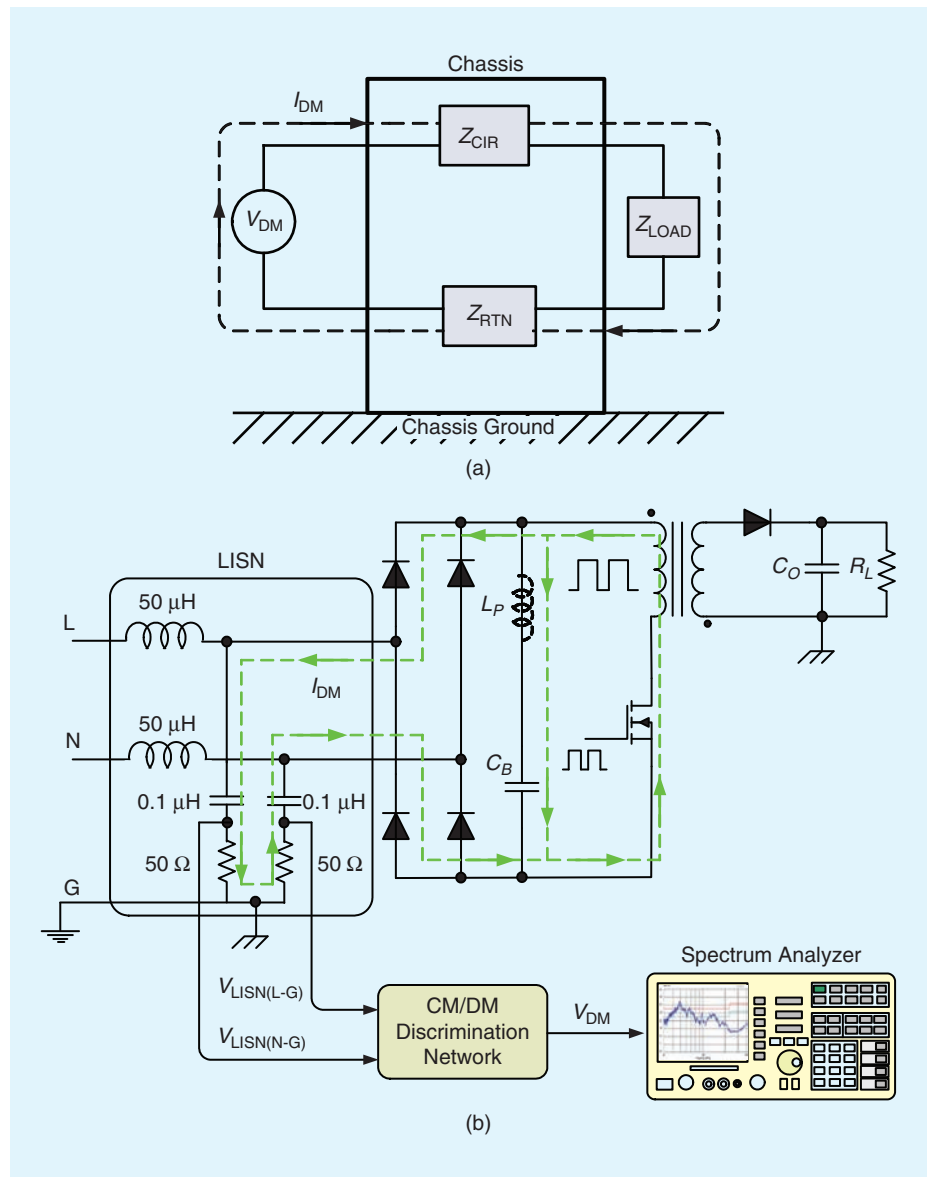 Chassis
I_DM
Z_CIR
V_DM
Z_LOAD
Z_RTN
Chassis Ground
(a)
LISN
50 µH
L
I_DM
50 µH
N
0.1 µH
0.1 µH
50 Ω
50 Ω
G
L_P
C_B
C_O
R_L
V_LISN(L-G)
V_LISN(N-G)
CM/DM
Discrimination
Network
V_DM
Spectrum Analyzer
(b)